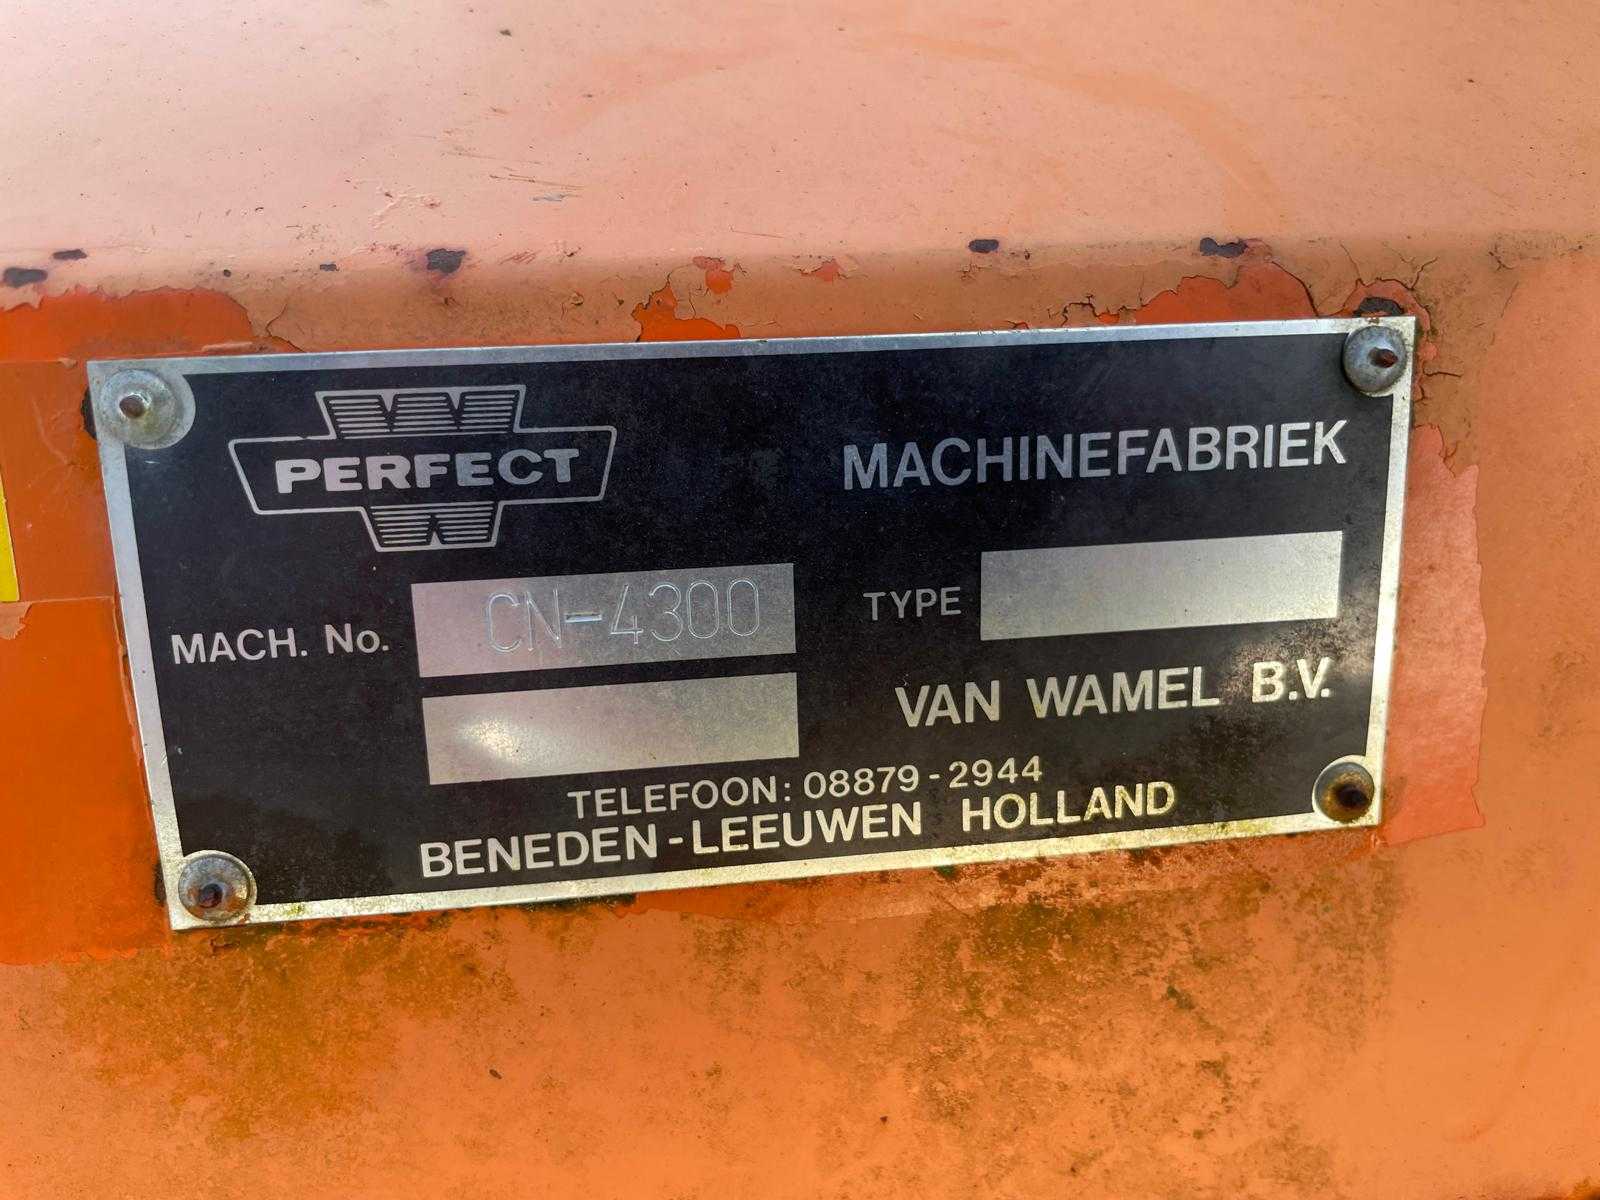 PERFECT
MACHINEFABRIEK
MACH. No. CN-4300
TYPE
VAN WAMEL B.V.
TELEFOON: 08879-2944
BENEDEN-LEEUWEN HOLLAND